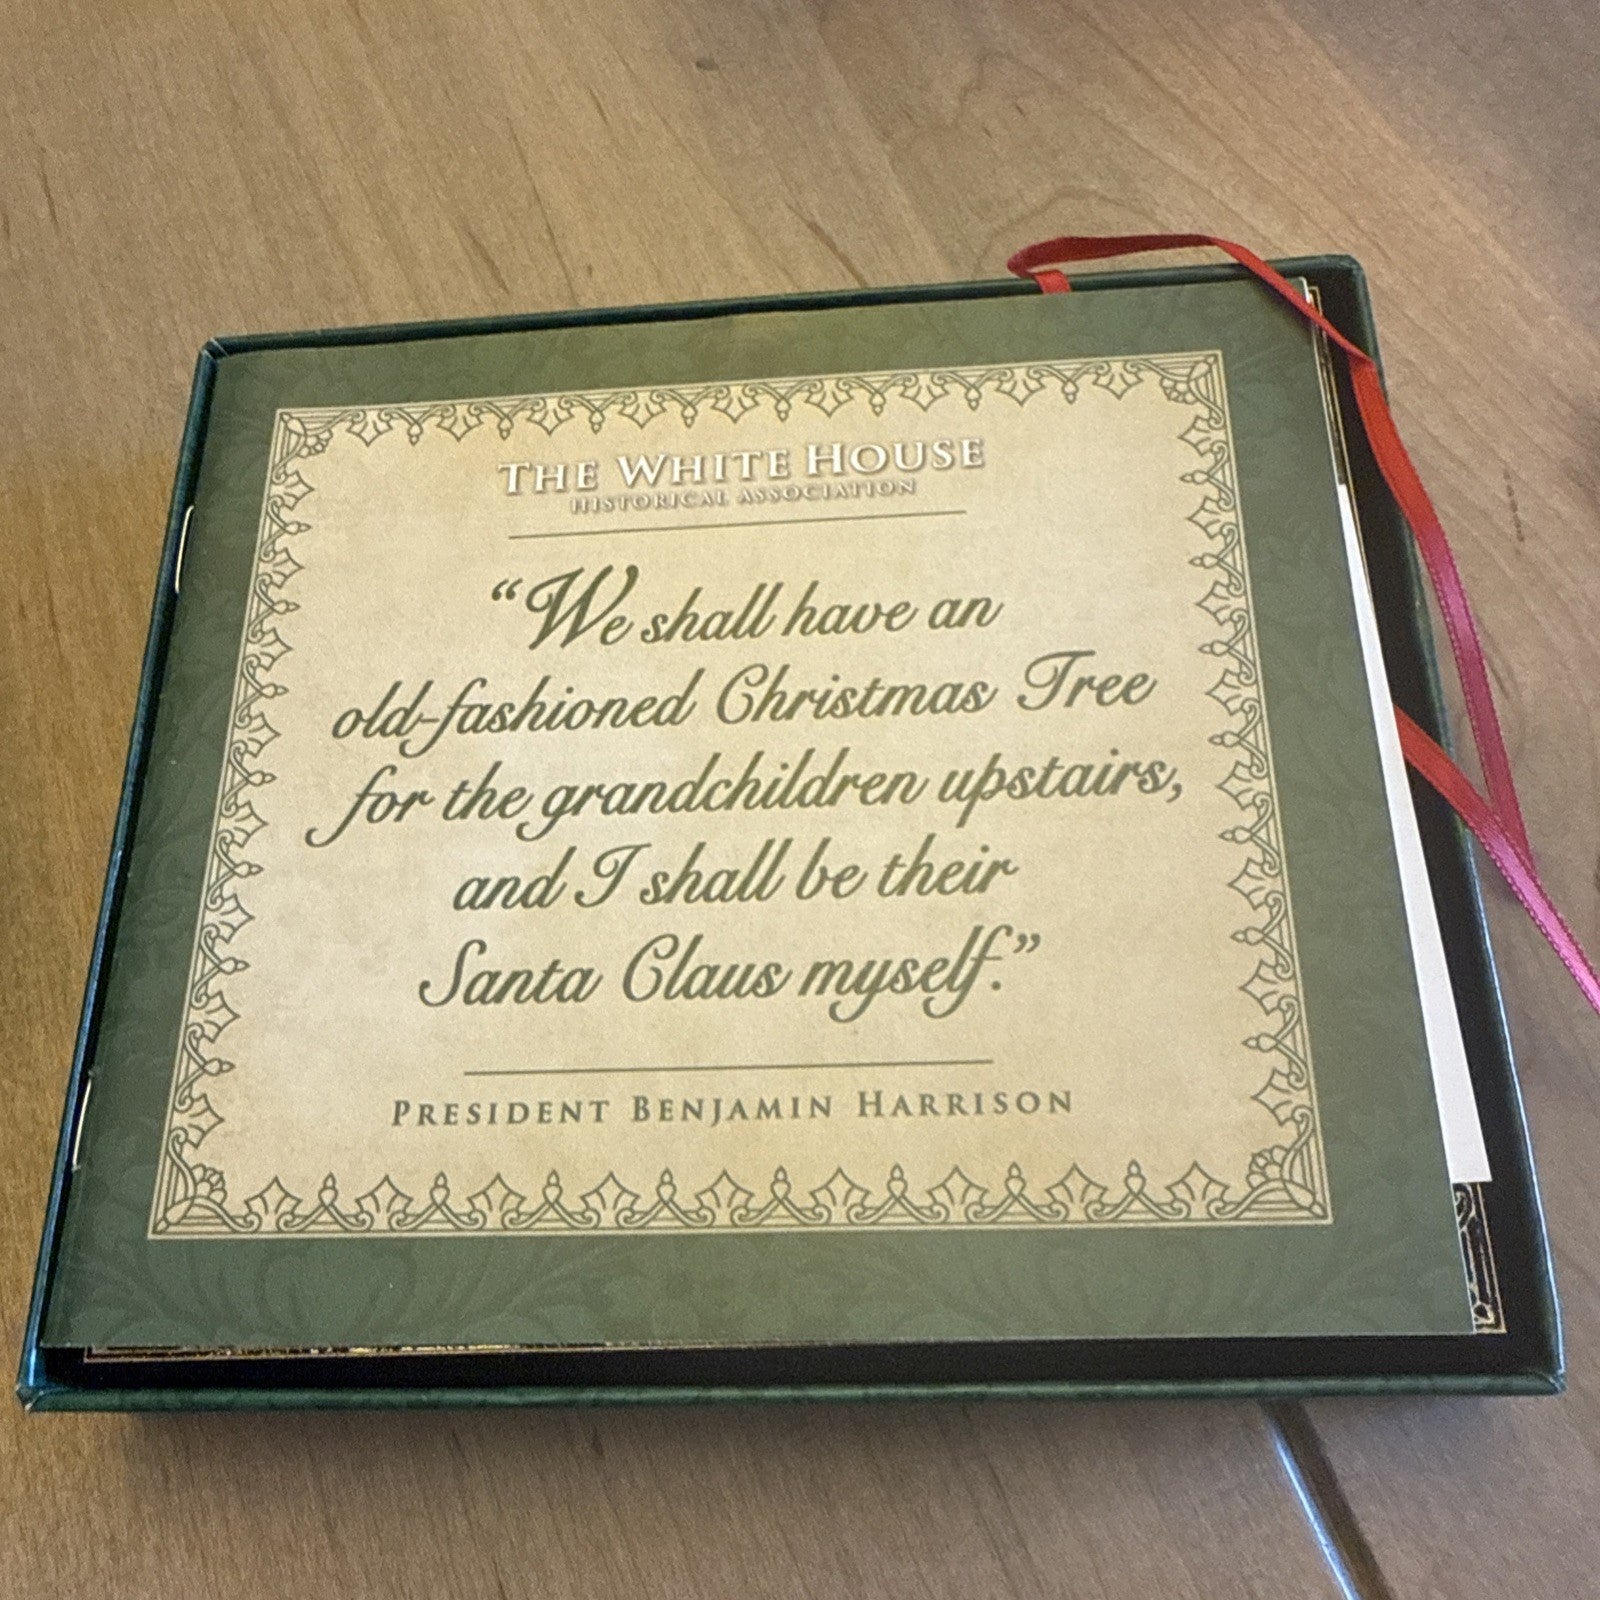 THE WHITE HOUSE
HISTORICAL ASSOCIATION
“We shall have an
old-fashioned Christmas Tree
for the grandchildren upstairs,
and I shall be their
Santa Claus myself.”
PRESIDENT BENJAMIN HARRISON